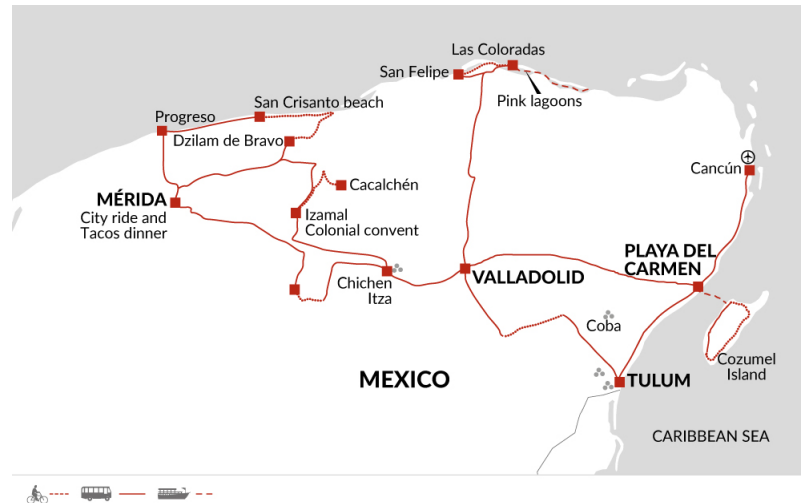 Las Coloradas
San Felipe
Pink lagoons
San Crisanto beach
Progreso
Dzilam de Bravo
Cancún
Cacalchén
MÉRIDA
City ride and
Tacos dinner
Izamal
Colonial convent
PLAYA DEL
CARMEN
VALLADOLID
Chichen
Itza
Coba
Cozumel
Island
MEXICO
TULUM
CARIBBEAN SEA